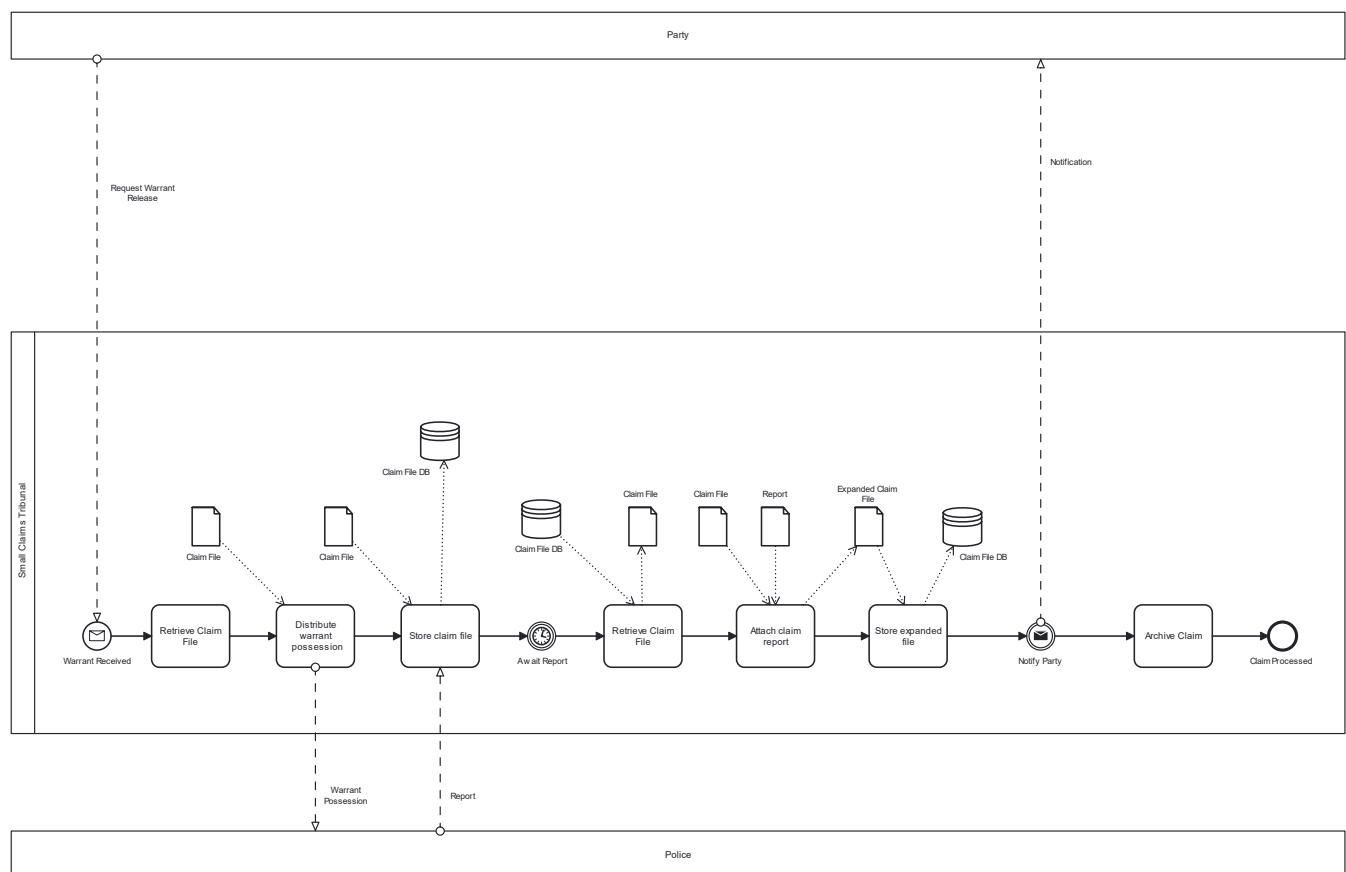 Party
Notification
Request Warrant
Release
Small Claims Tribunal
Claim File DB
Claim File
Claim File
Report
Expanded Claim
File
Claim File DB
Claim File
Claim File
Claim File DB
Warrant Received
Retrieve Claim
File
Distribute
warrant
possession
Store claim file
Await Report
Retrieve Claim
File
Attach claim
report
Store expanded
file
Notify Party
Archive Claim
Claim Processed
Warrant
Possession
Report
Police